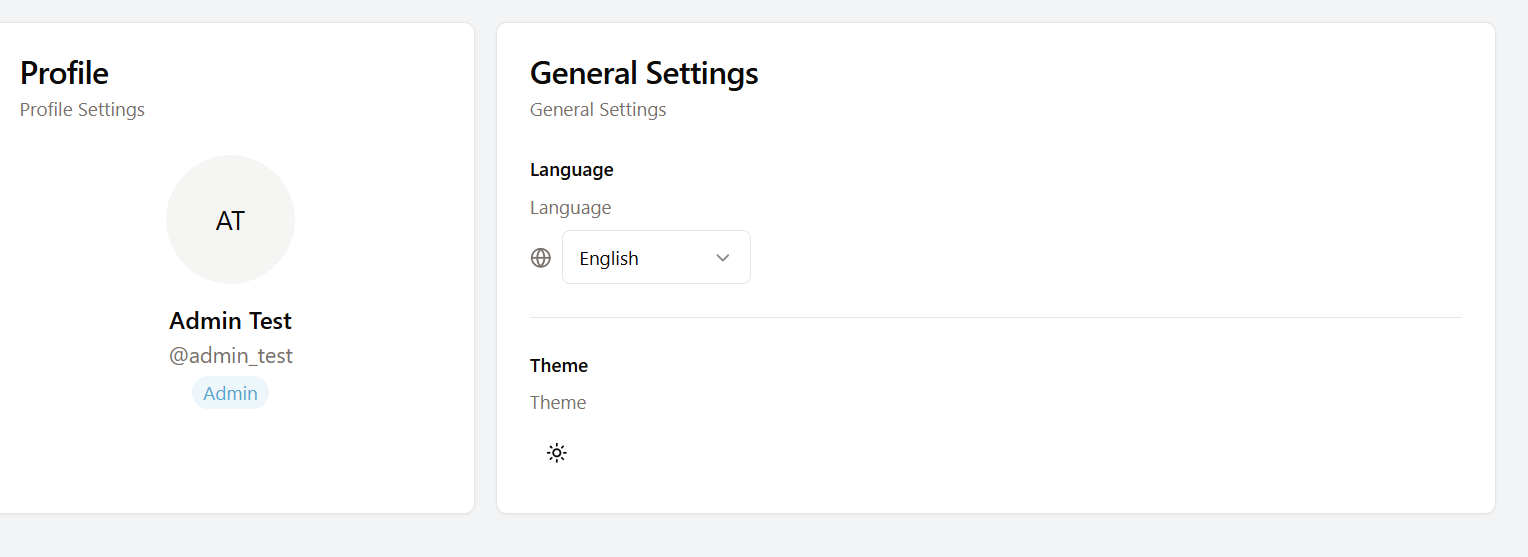 Profile
Profile Settings
AT
Admin Test
@admin_test
Admin
General Settings
General Settings
Language
Language
English
Theme
Theme